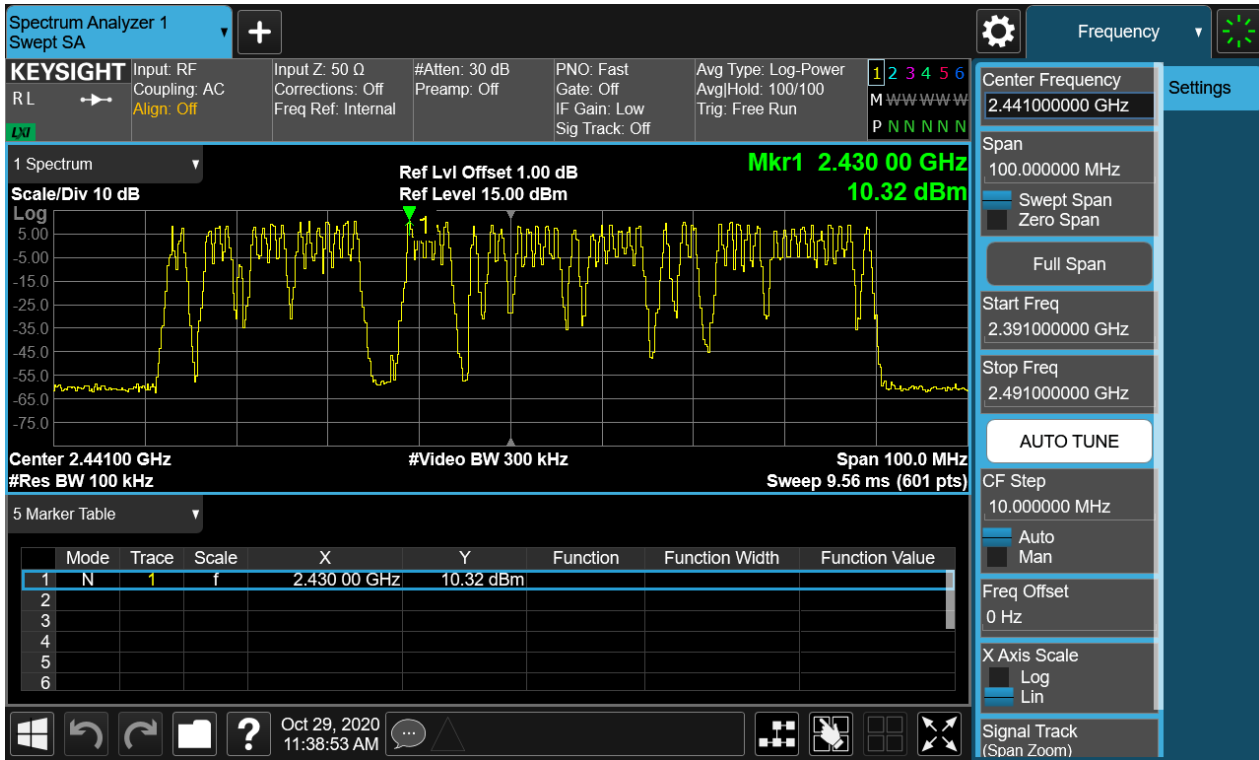 Spectrum Analyzer 1
Swept SA
Frequency
KEYSIGHT
R L
LXI
Input: RF
Coupling: AC
Align: Off
Input Z: 50 Ω
Corrections: Off
Freq Ref: Internal
#Atten: 30 dB
Preamp: Off
PNO: Fast
Gate: Off
IF Gain: Low
Sig Track: Off
Avg Type: Log-Power
Avg|Hold: 100/100
Trig: Free Run
1 2 3 4 5 6
M W W W W W
P N N N N N
1 Spectrum
Ref Lvl Offset 1.00 dB
Mkr1 2.430 00 GHz
Scale/Div 10 dB
Ref Level 15.00 dBm
10.32 dBm
Log
1
5.00
-5.00
-15.0
-25.0
-35.0
-45.0
-55.0
-65.0
-75.0
Center 2.44100 GHz
#Video BW 300 kHz
Span 100.0 MHz
#Res BW 100 kHz
Sweep 9.56 ms (601 pts)
5 Marker Table
Mode Trace Scale X Y Function Function Width Function Value
1 N 1 f 2.430 00 GHz 10.32 dBm
2
3
4
5
6
Oct 29, 2020
11:38:53 AM
?
Center Frequency
2.441000000 GHz
Span
100.000000 MHz
Swept Span
Zero Span
Full Span
Start Freq
2.391000000 GHz
Stop Freq
2.491000000 GHz
AUTO TUNE
CF Step
10.000000 MHz
Auto
Man
Freq Offset
0 Hz
X Axis Scale
Log
Lin
Signal Track
(Span Zoom)
Settings